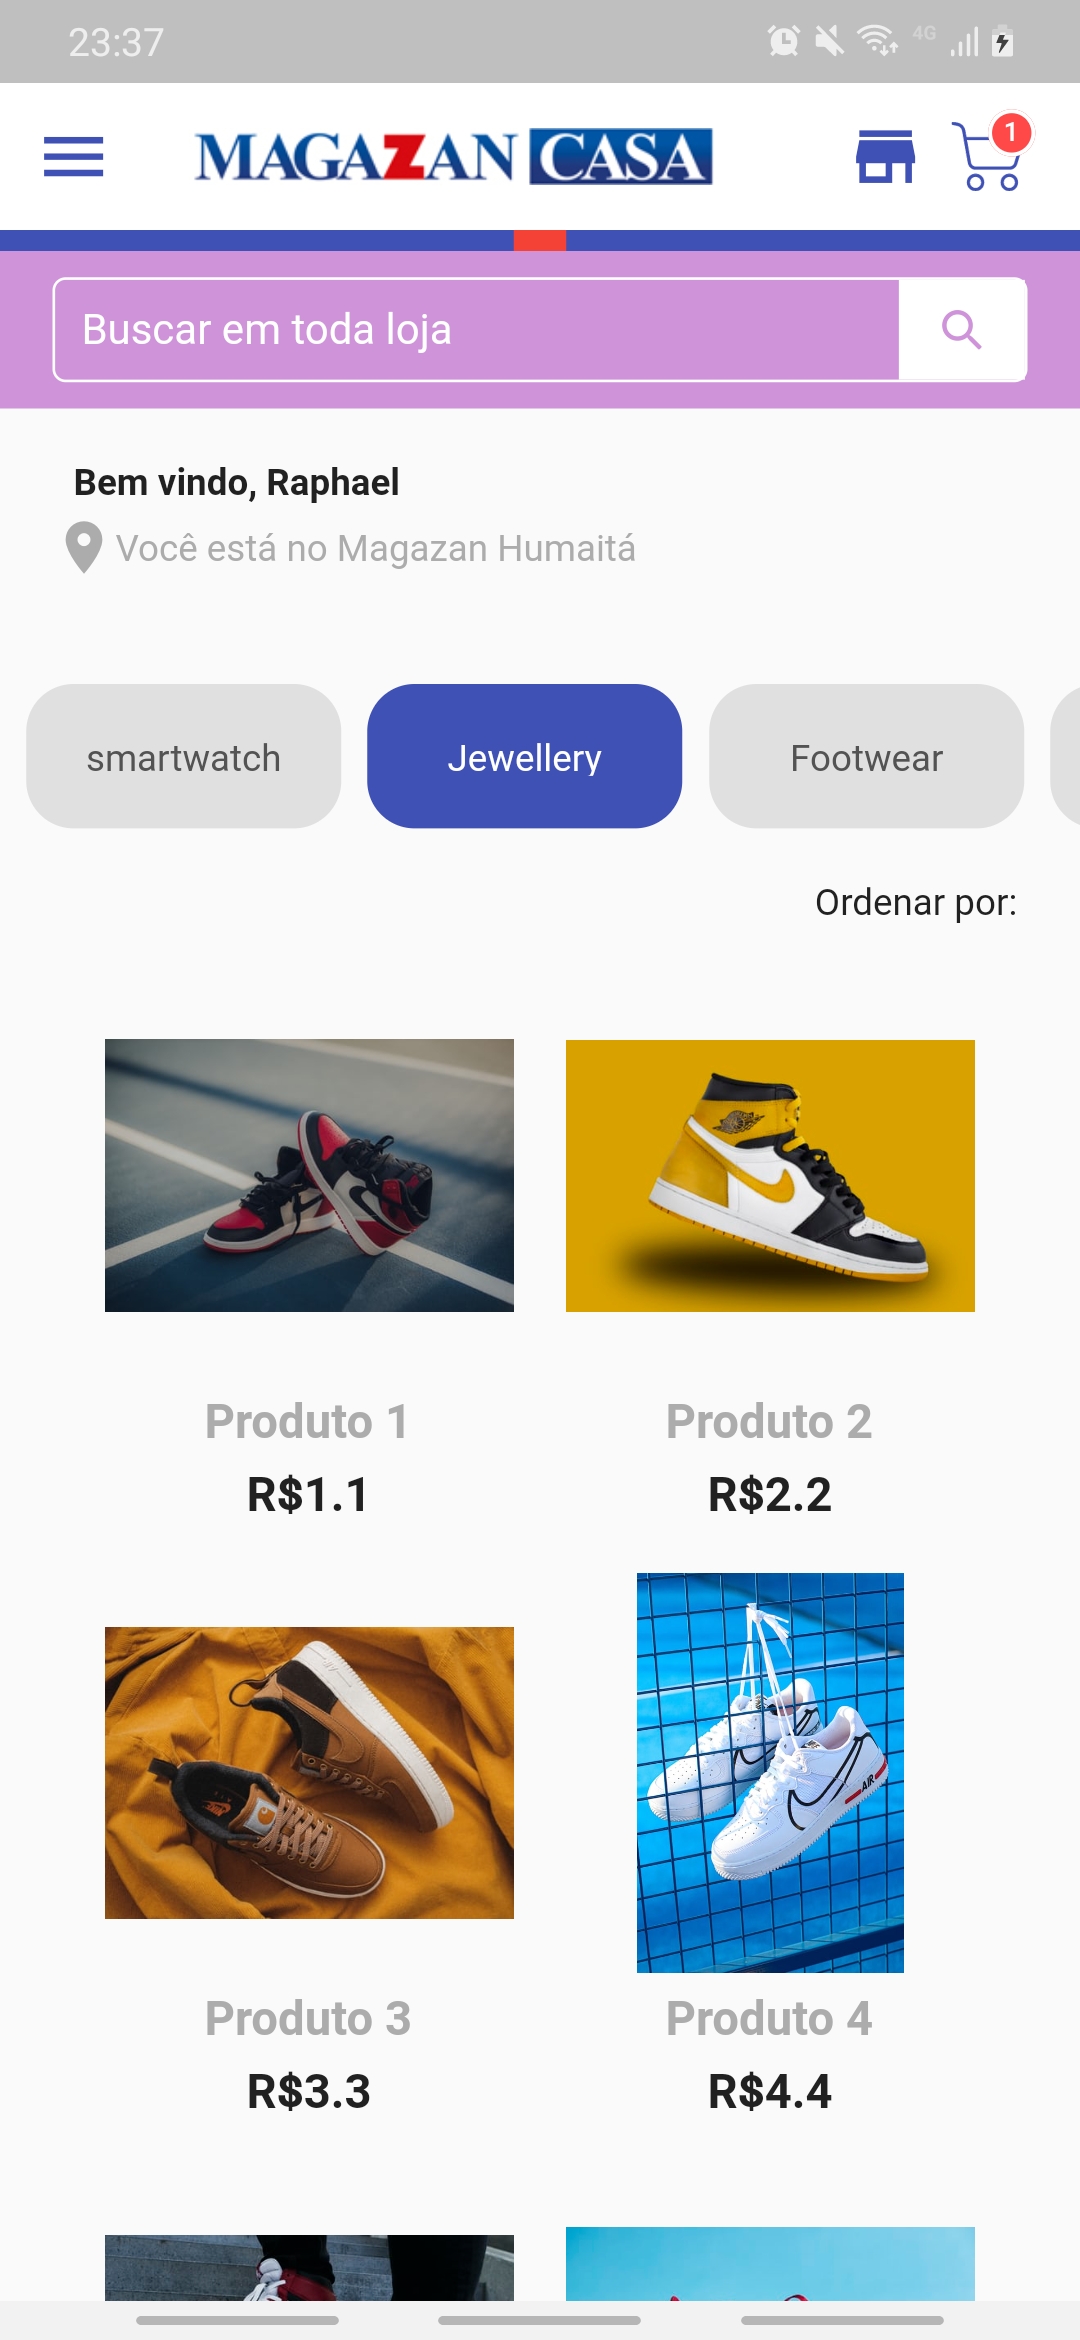 23:37
4G
MAGAZAN CASA
1
Buscar em toda loja
Bem vindo, Raphael
Você está no Magazan Humaitá
smartwatch
Jewellery
Footwear
Ordenar por:
Produto 1
R$1.1
Produto 2
R$2.2
AIR
Produto 3
R$3.3
Produto 4
R$4.4